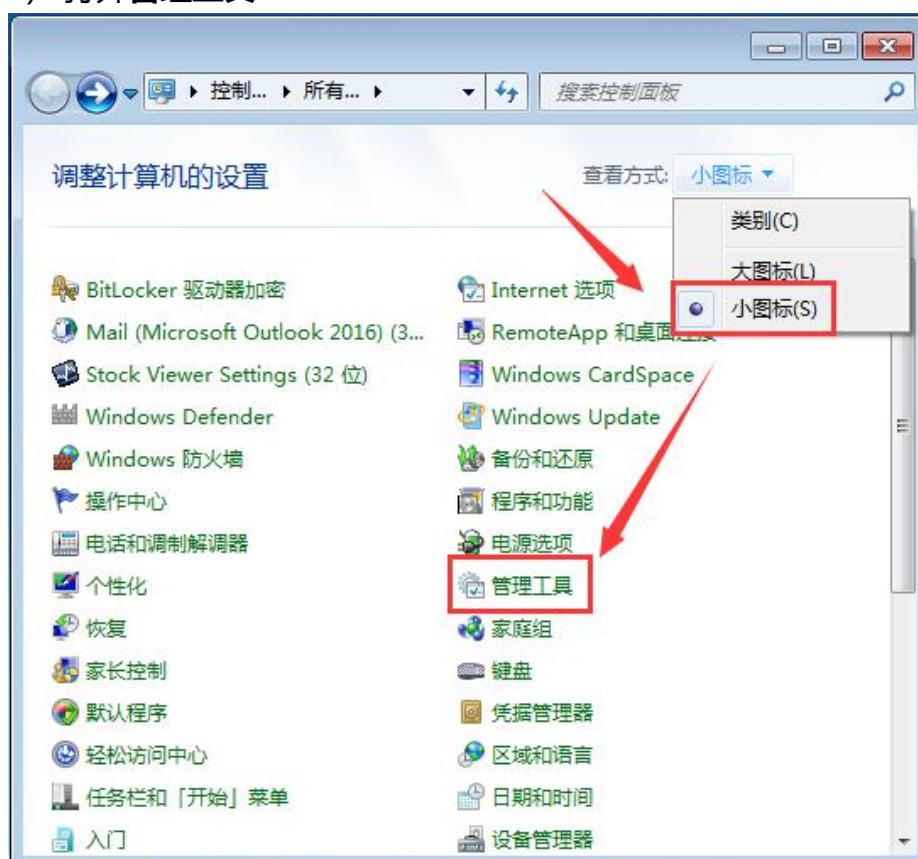 控制... 所有...
搜索控制面板
调整计算机的设置
查看方式: 小图标
类别(C)
大图标(L)
小图标(S)
BitLocker 驱动器加密
Internet 选项
Mail (Microsoft Outlook 2016) (3...
RemoteApp 和桌面连接
Stock Viewer Settings (32 位)
Windows CardSpace
Windows Defender
Windows Update
Windows 防火墙
备份和还原
操作中心
程序和功能
电话和调制解调器
电源选项
个性化
管理工具
恢复
家庭组
家长控制
键盘
默认程序
凭据管理器
轻松访问中心
区域和语言
任务栏和「开始」菜单
日期和时间
入门
设备管理器